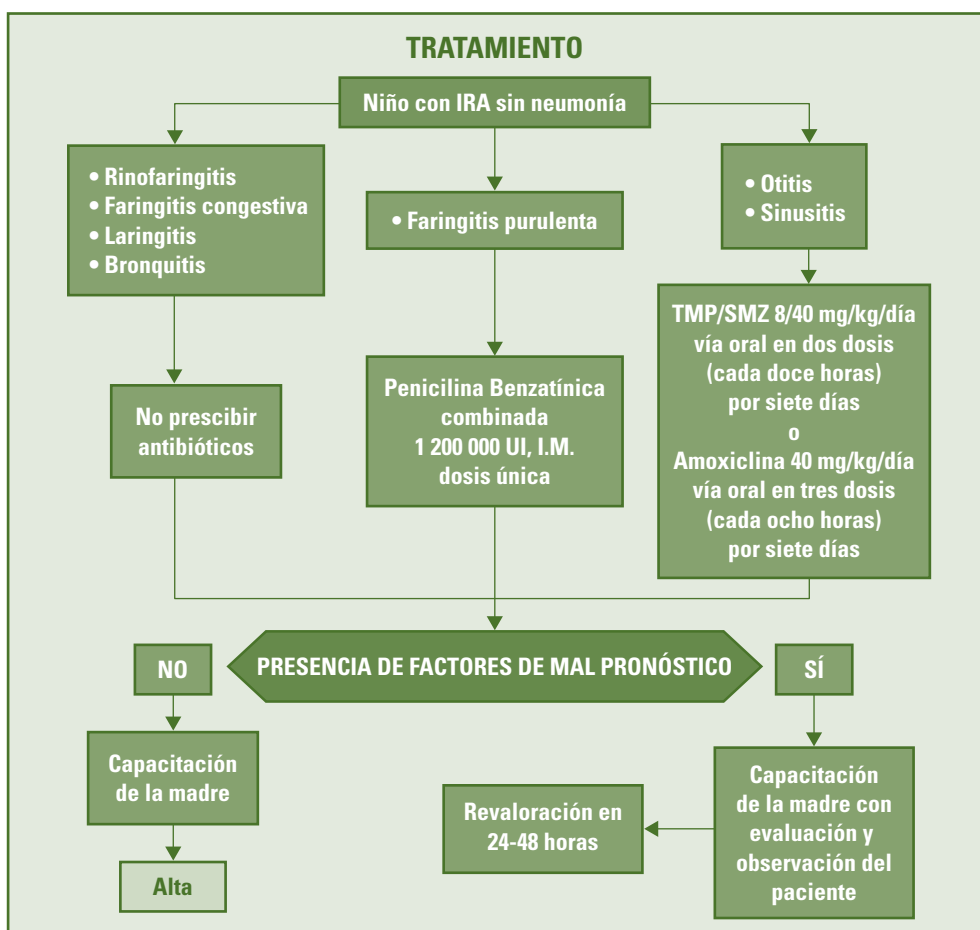 TRATAMIENTO
Niño con IRA sin neumonía
• Rinofaringitis
• Faringitis congestiva
• Laringitis
• Bronquitis
• Faringitis purulenta
• Otitis
• Sinusitis
No prescibir
antibióticos
Penicilina Benzatínica
combinada
1 200 000 UI, I.M.
dosis única
TMP/SMZ 8/40 mg/kg/día
vía oral en dos dosis
(cada doce horas)
por siete días
o
Amoxiclina 40 mg/kg/día
vía oral en tres dosis
(cada ocho horas)
por siete días
PRESENCIA DE FACTORES DE MAL PRONÓSTICO
NO
Capacitación
de la madre
Alta
SÍ
Capacitación
de la madre con
evaluación y
observación del
paciente
Revaloración en
24-48 horas